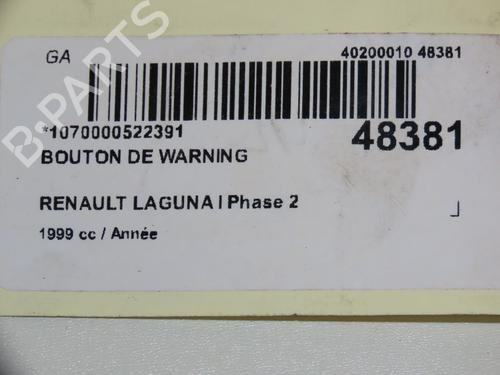 GA 40200010 48381
*1070000522391 48381
BOUTON DE WARNING
RENAULT LAGUNA I Phase 2
1999 cc / Année
B-PARTS